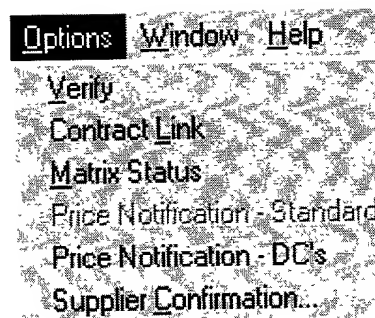 Options Window Help
Verify
Contract Link
Matrix Status
Price Notification - Standard
Price Notification - DC's
Supplier Confirmation...